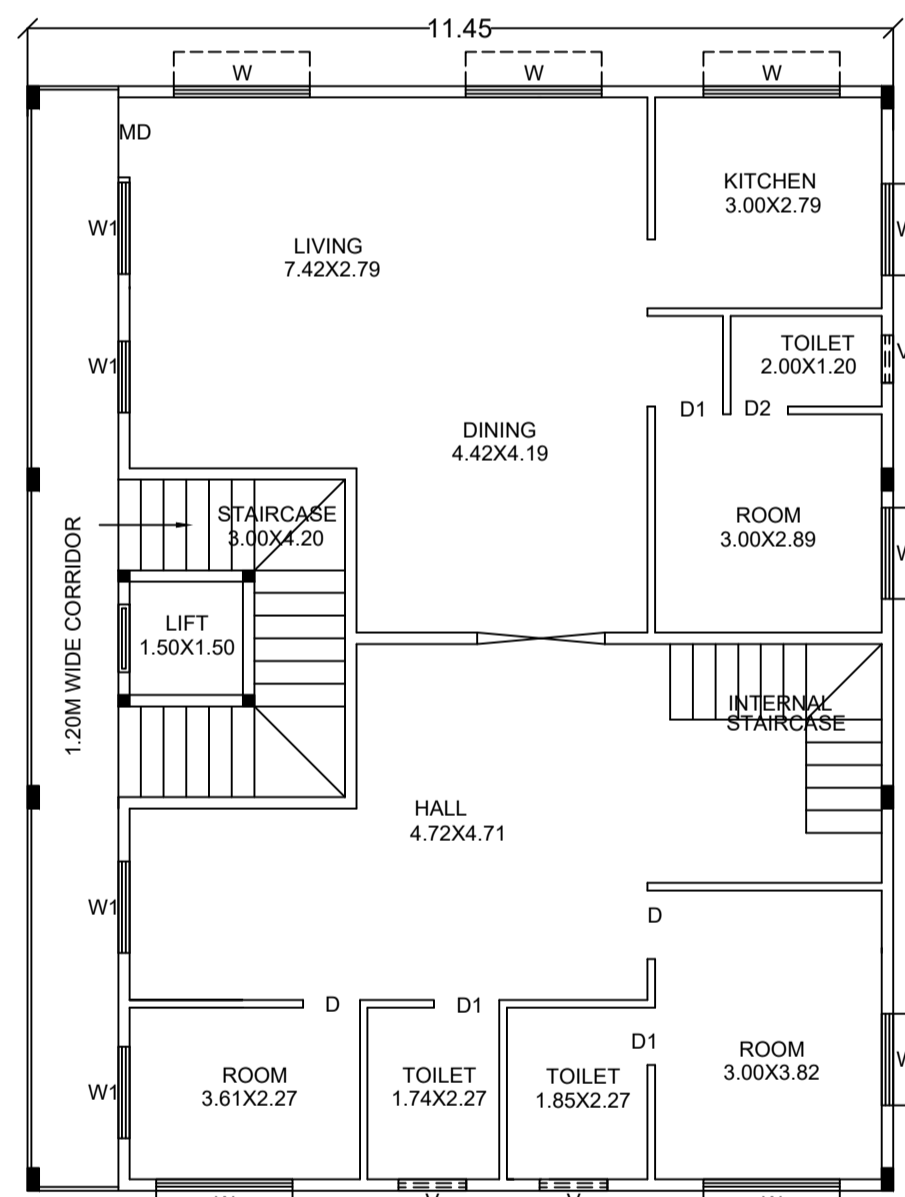 11.45
W
W
W
MD
KITCHEN
3.00X2.79
W1
LIVING
7.42X2.79
TOILET
2.00X1.20
W1
D1
D2
DINING
4.42X4.19
STAIRCASE
3.00X4.20
ROOM
3.00X2.89
1.20M WIDE CORRIDOR
LIFT
1.50X1.50
INTERNAL
STAIRCASE
HALL
4.72X4.71
W1
D
D
D1
D1
ROOM
3.61X2.27
TOILET
1.74X2.27
TOILET
1.85X2.27
ROOM
3.00X3.82
W1